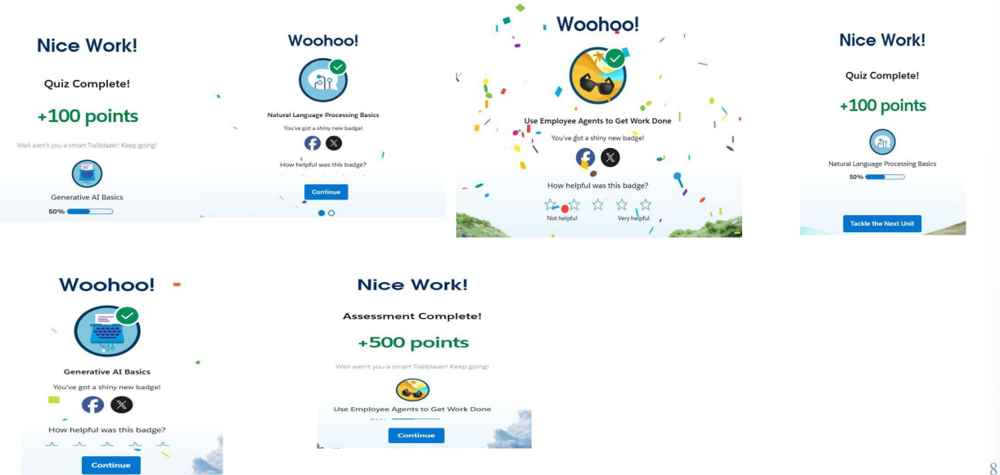 Nice Work!
Quiz Complete!
+100 points
Well aren't you a smart Trailblazer! Keep going!
Generative AI Basics
50%
Woohoo!
Natural Language Processing Basics
You've got a shiny new badge!
How helpful was this badge?
Continue
Woohoo!
Use Employee Agents to Get Work Done
You've got a shiny new badge!
How helpful was this badge?
Not helpful Very helpful
Nice Work!
Quiz Complete!
+100 points
Natural Language Processing Basics
50%
Tackle the Next Unit
Woohoo!
Generative AI Basics
You've got a shiny new badge!
How helpful was this badge?
Continue
Nice Work!
Assessment Complete!
+500 points
Well aren't you a smart Trailblazer! Keep going!
Use Employee Agents to Get Work Done
Continue
8